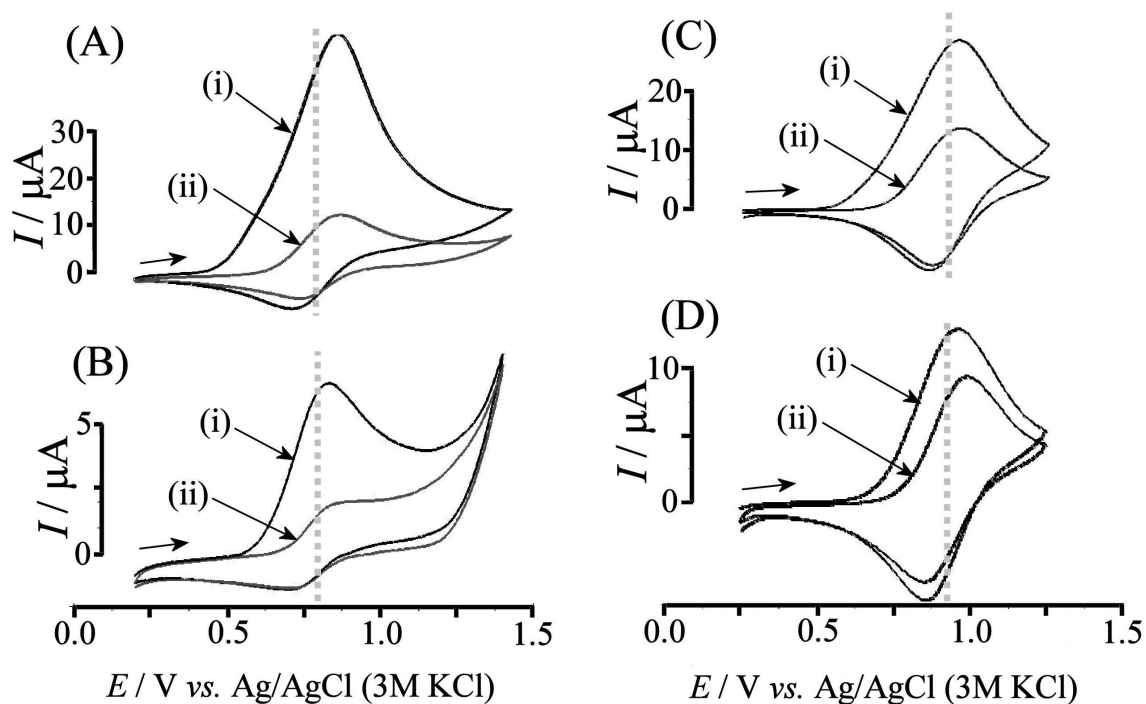 (A)
(i)
(ii)
30
20
10
0
I / μA
(B)
(i)
(ii)
5
0
I / μA
0.0 0.5 1.0 1.5
E / V vs. Ag/AgCl (3M KCl)
(C)
(i)
(ii)
20
10
0
I / μA
(D)
(i)
(ii)
10
0
I / μA
0.0 0.5 1.0 1.5
E / V vs. Ag/AgCl (3M KCl)